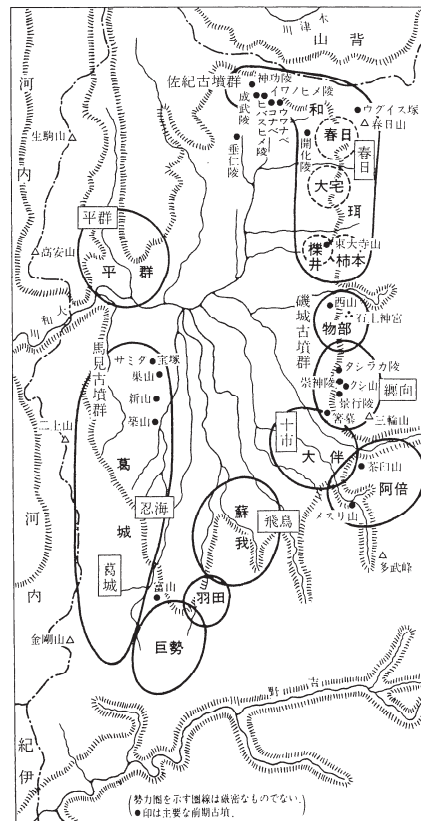 木津川
山背
佐紀古墳群
神功陵
イワノヒメ陵
成武陵
ヒバスヒメ陵
コナベ
ウワナベ
垂仁陵
開化陵
和珥
ウグイス塚
春日山
春日
春日
大宅
櫟井
柿本
東大寺山
河内
生駒山
高安山
平群
平群
大和川
磯城古墳群
西山
石上神宮
物部
タシラカ陵
崇神陵
クシ山
景行陵
纒向
箸墓
三輪山
馬見古墳群
サミタ
宝塚
巣山
新山
築山
二上山
葛城
忍海
葛城
十市
大伴
茶臼山
阿倍
メスリ山
多武峰
蘇我
飛鳥
羽田
巨勢
河内
金剛山
吉野川
紀伊
(勢力圏を示す圏線は厳密なものでない.
●印は主要な前期古墳.)